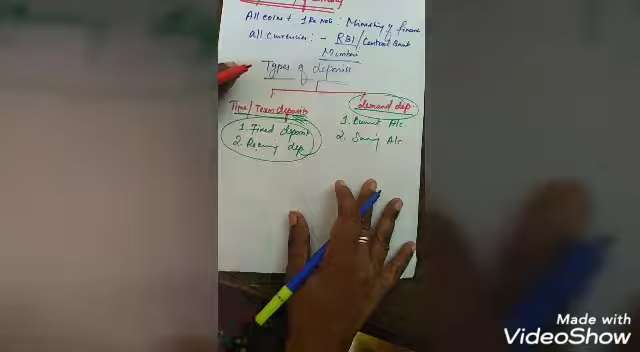 All coins + 1 Re Note : Ministry of finance
all currencies : - RBI / Central Bank
Mumbai
Types of deposits
Time / Term deposits
demand dep
1. Fixed deposit
1. Current A/c
2. Recurring dep
2. Saving A/c
Made with
VideoShow